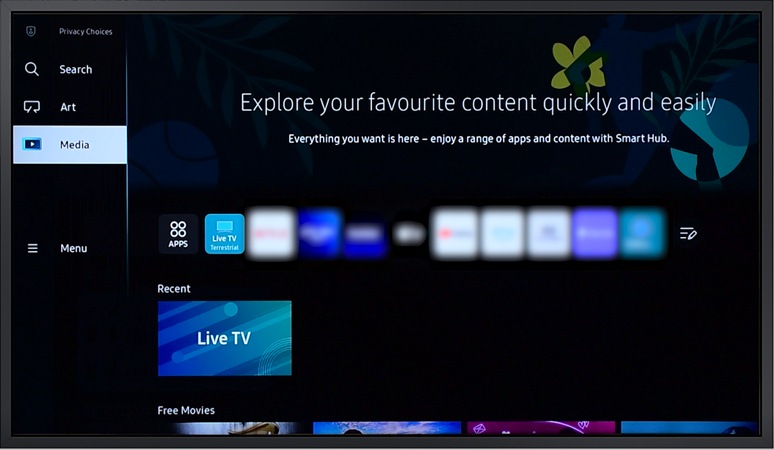 Privacy Choices
Search
Art
Media
Menu
Explore your favourite content quickly and easily
Everything you want is here – enjoy a range of apps and content with Smart Hub.
APPS
Live TV
Terrestrial
Recent
Live TV
Free Movies